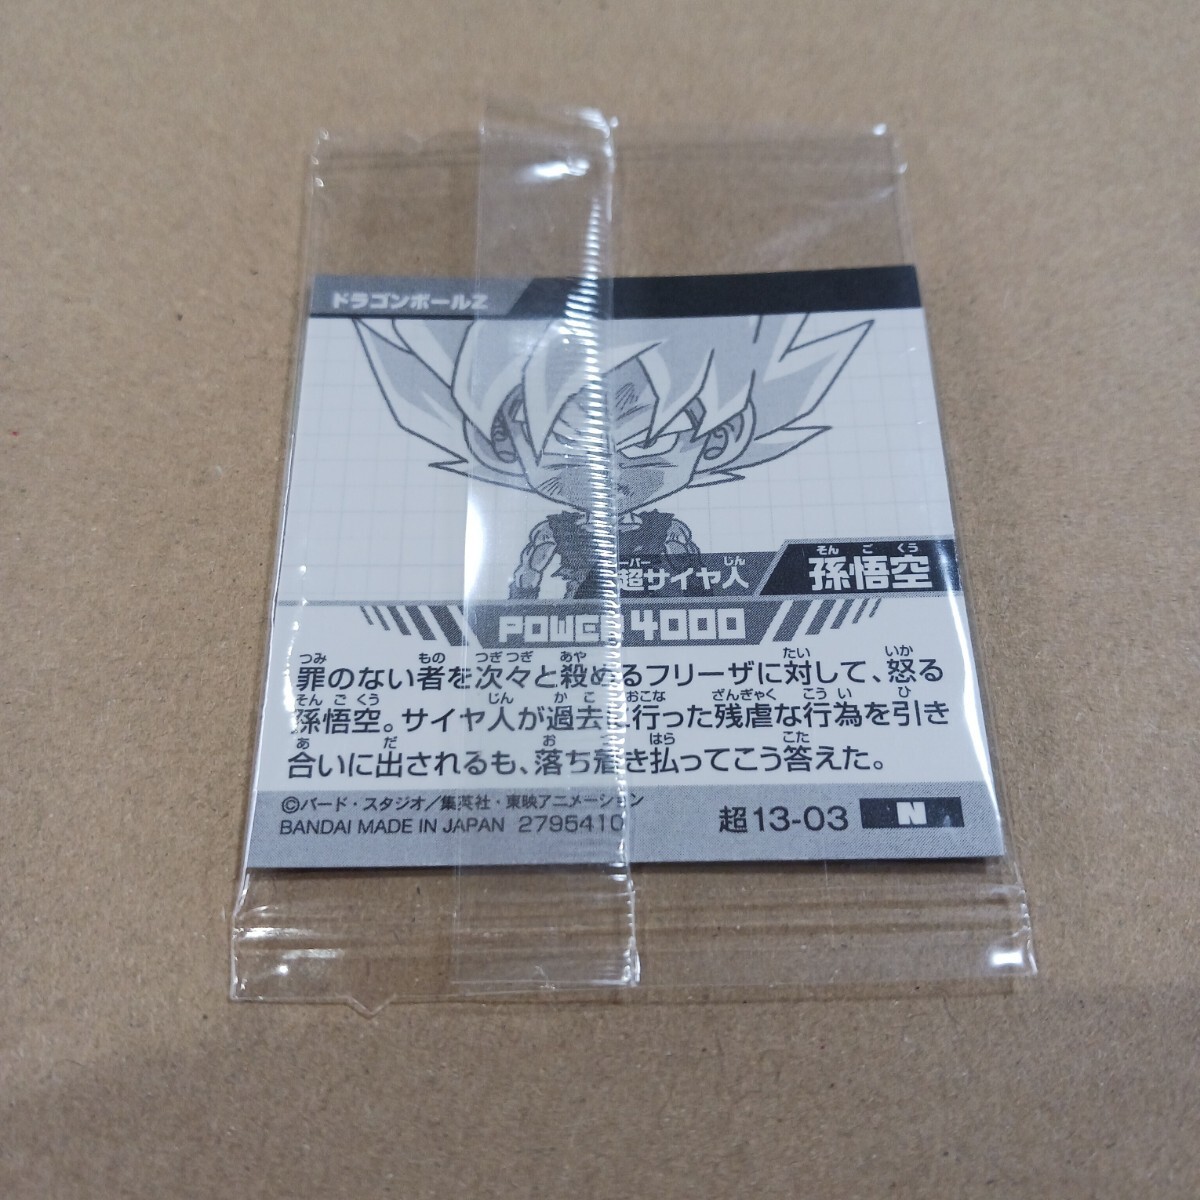 ドラゴンボールZ
超サイヤ人 孫悟空
POWER 4000
罪のない者を次々と殺めるフリーザに対して、怒る
孫悟空。サイヤ人が過去に行った残虐な行為を引き
合いに出されるも、落ち着き払ってこう答えた。
©バード・スタジオ／集英社・東映アニメーション
BANDAI MADE IN JAPAN 2795410
超13-03 N